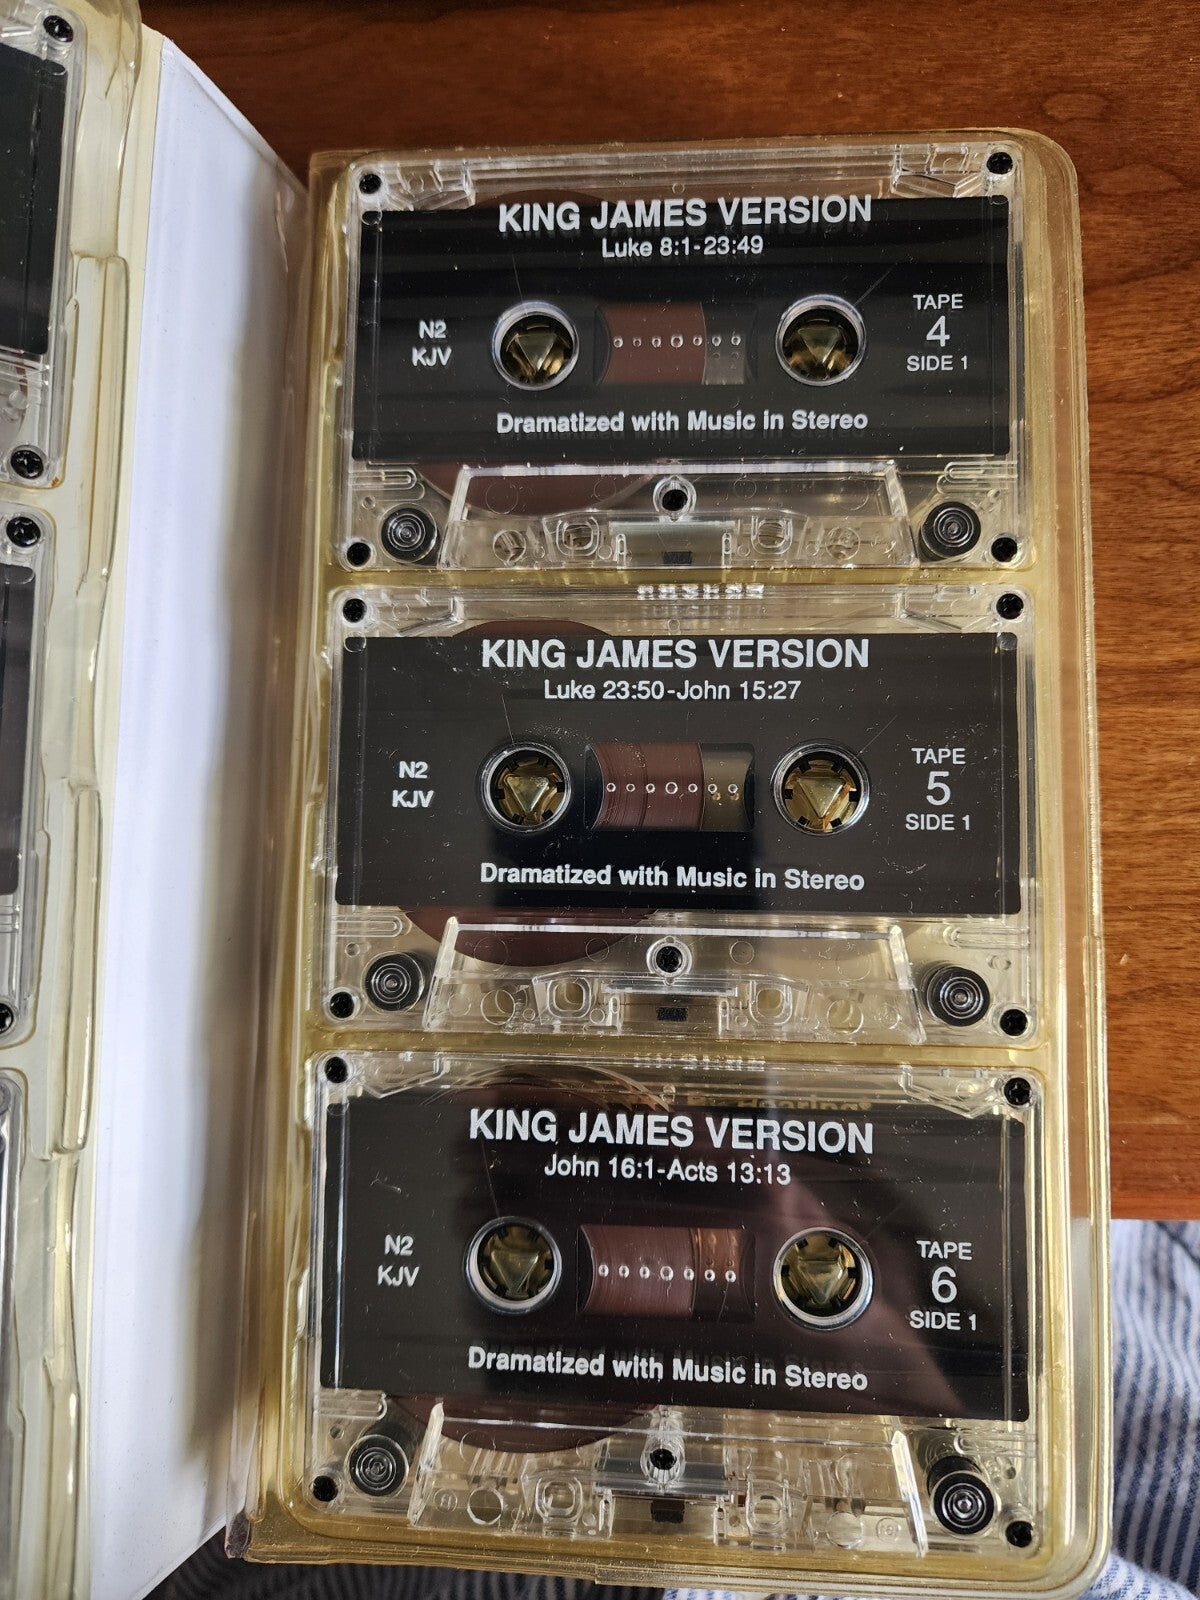 KING JAMES VERSION
Luke 8:1-23:49
N2
KJV
TAPE
4
SIDE 1
Dramatized with Music in Stereo
KING JAMES VERSION
Luke 23:50-John 15:27
N2
KJV
TAPE
5
SIDE 1
Dramatized with Music in Stereo
KING JAMES VERSION
John 16:1-Acts 13:13
N2
KJV
TAPE
6
SIDE 1
Dramatized with Music in Stereo